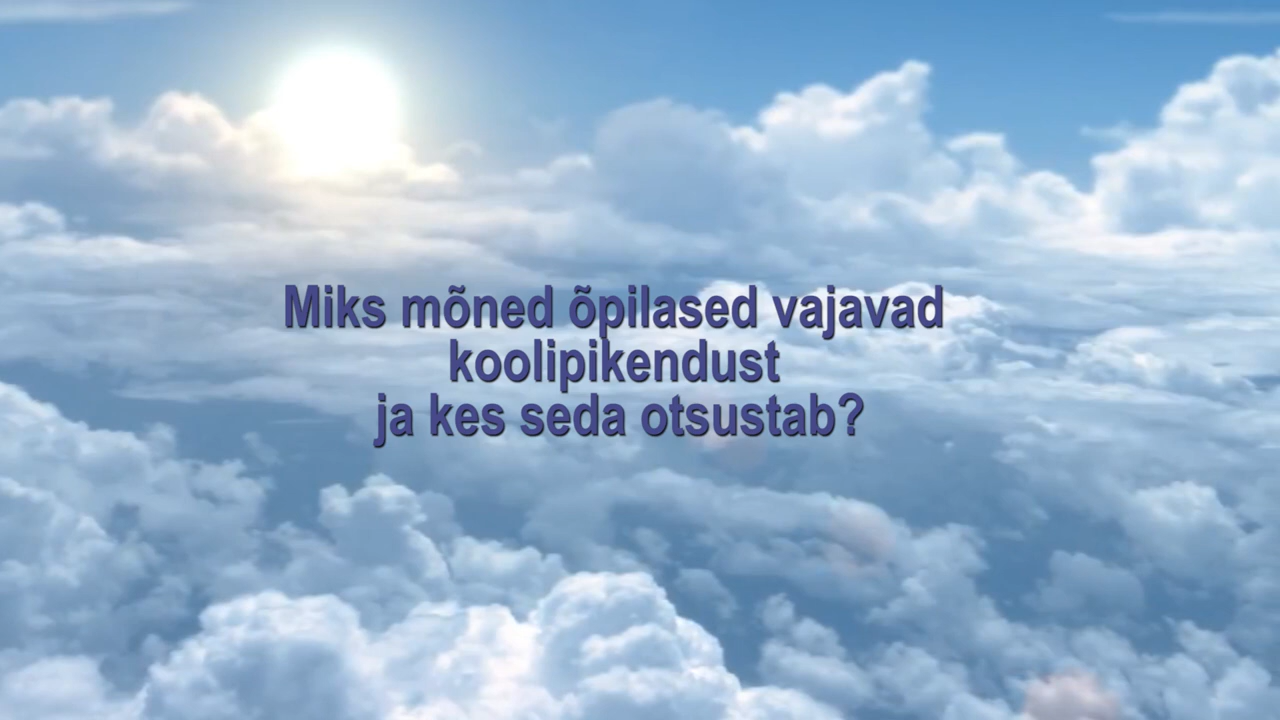 Miks mõned õpilased vajavad
koolipikendust
ja kes seda otsustab?